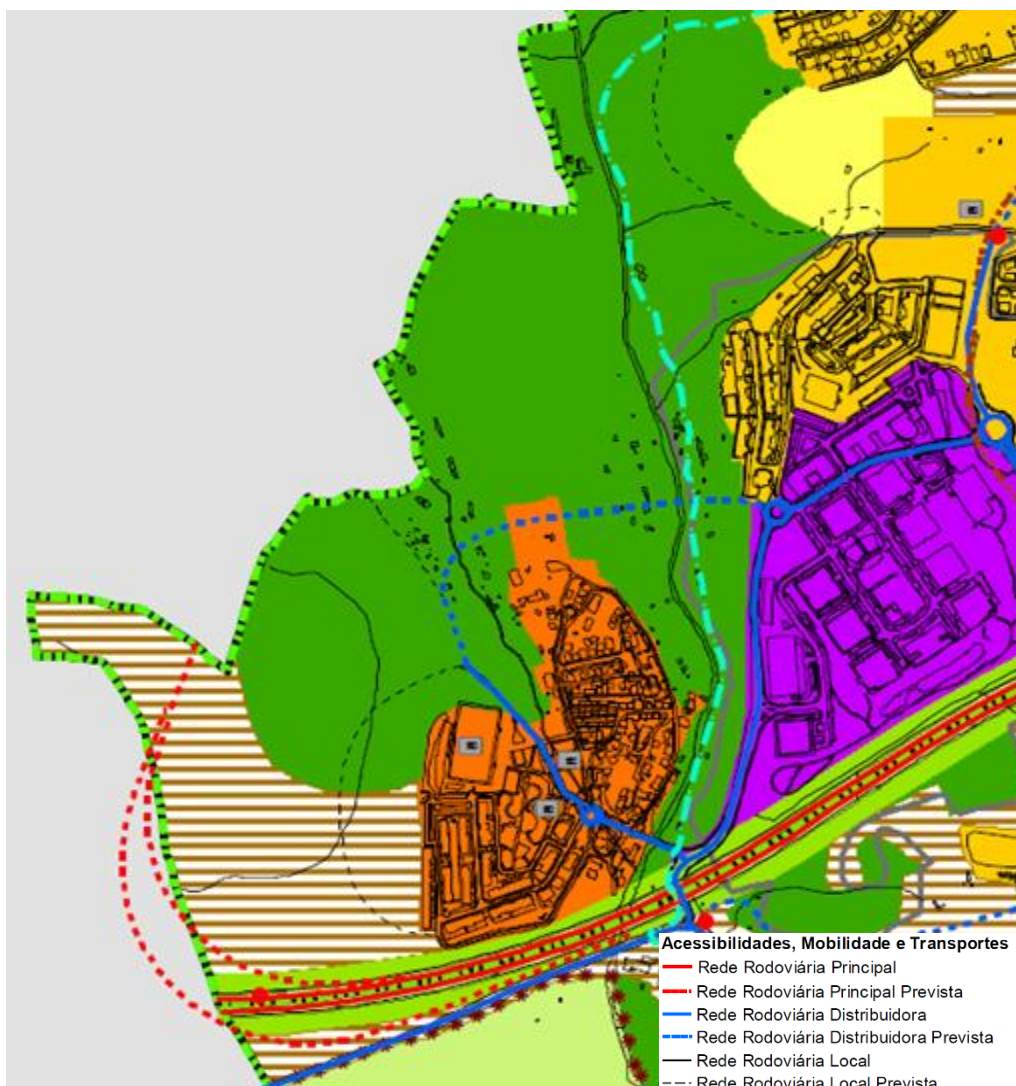 Acessibilidades, Mobilidade e Transportes
Rede Rodoviária Principal
Rede Rodoviária Principal Prevista
Rede Rodoviária Distribuidora
Rede Rodoviária Distribuidora Prevista
Rede Rodoviária Local
Rede Rodoviária Local Prevista